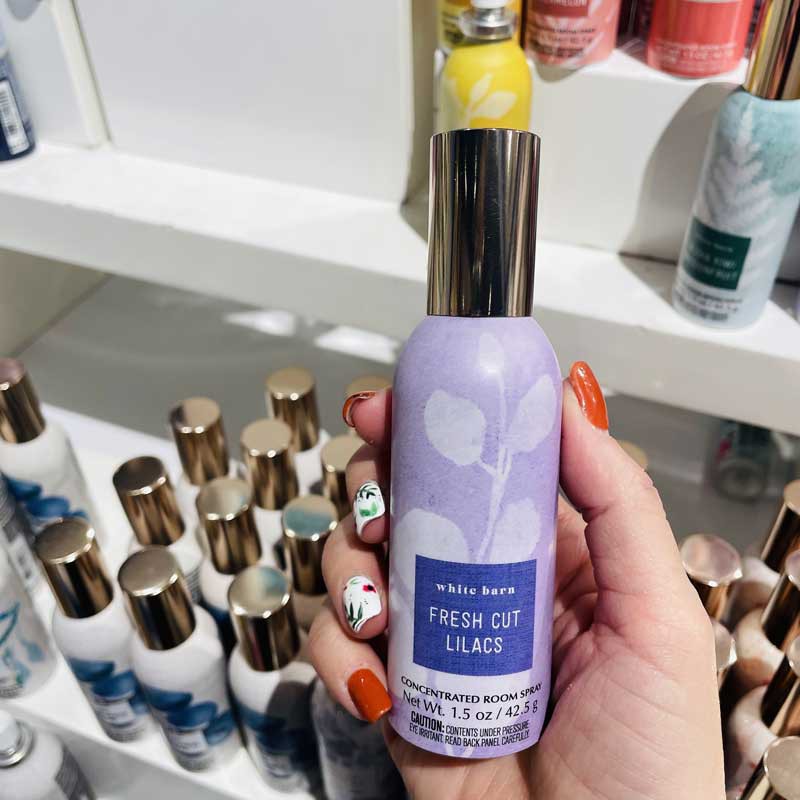 white barn
FRESH CUT
LILACS
CONCENTRATED ROOM SPRAY
Net Wt. 1.5 oz / 42.5 g
CAUTION: CONTENTS UNDER PRESSURE.
EYE IRRITANT. READ BACK PANEL CAREFULLY.